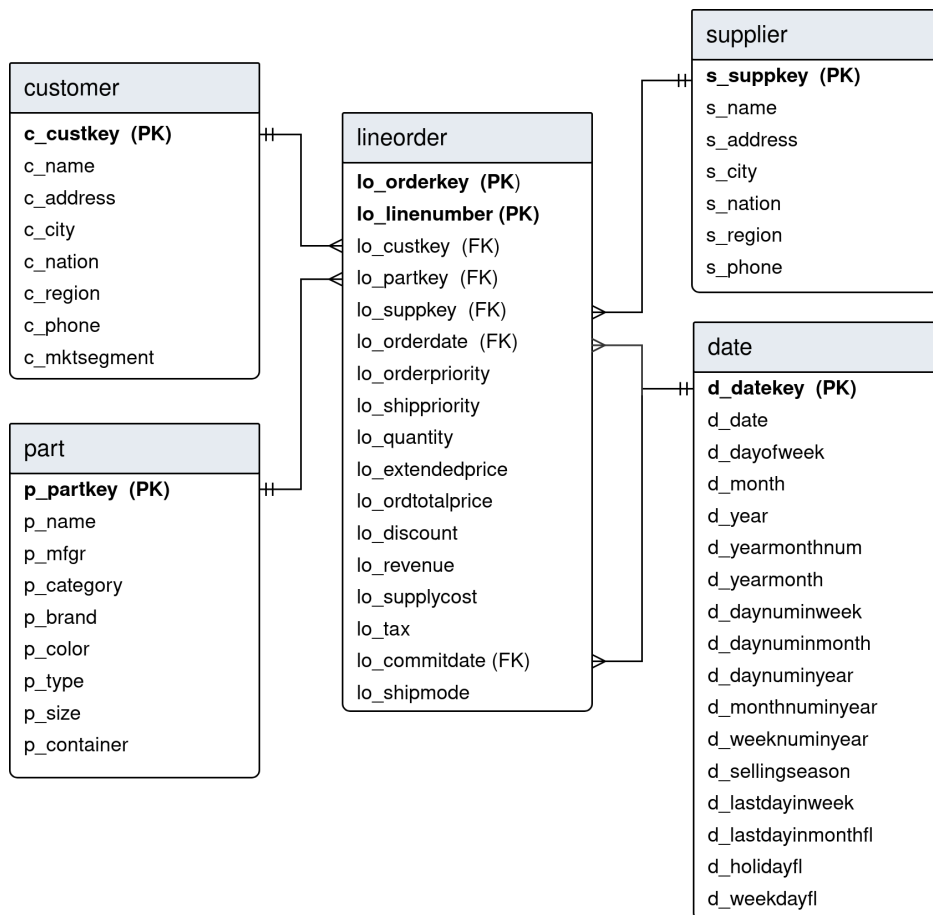 customer
c_custkey (PK)
c_name
c_address
c_city
c_nation
c_region
c_phone
c_mktsegment
part
p_partkey (PK)
p_name
p_mfgr
p_category
p_brand
p_color
p_type
p_size
p_container
lineorder
lo_orderkey (PK)
lo_linenumber (PK)
lo_custkey (FK)
lo_partkey (FK)
lo_suppkey (FK)
lo_orderdate (FK)
lo_orderpriority
lo_shippriority
lo_quantity
lo_extendedprice
lo_ordtotalprice
lo_discount
lo_revenue
lo_supplycost
lo_tax
lo_commitdate (FK)
lo_shipmode
supplier
s_suppkey (PK)
s_name
s_address
s_city
s_nation
s_region
s_phone
date
d_datekey (PK)
d_date
d_dayofweek
d_month
d_year
d_yearmonthnum
d_yearmonth
d_daynuminweek
d_daynuminmonth
d_daynuminyear
d_monthnuminyear
d_weeknuminyear
d_sellingseason
d_lastdayinweek
d_lastdayinmonthfl
d_holidayfl
d_weekdayfl